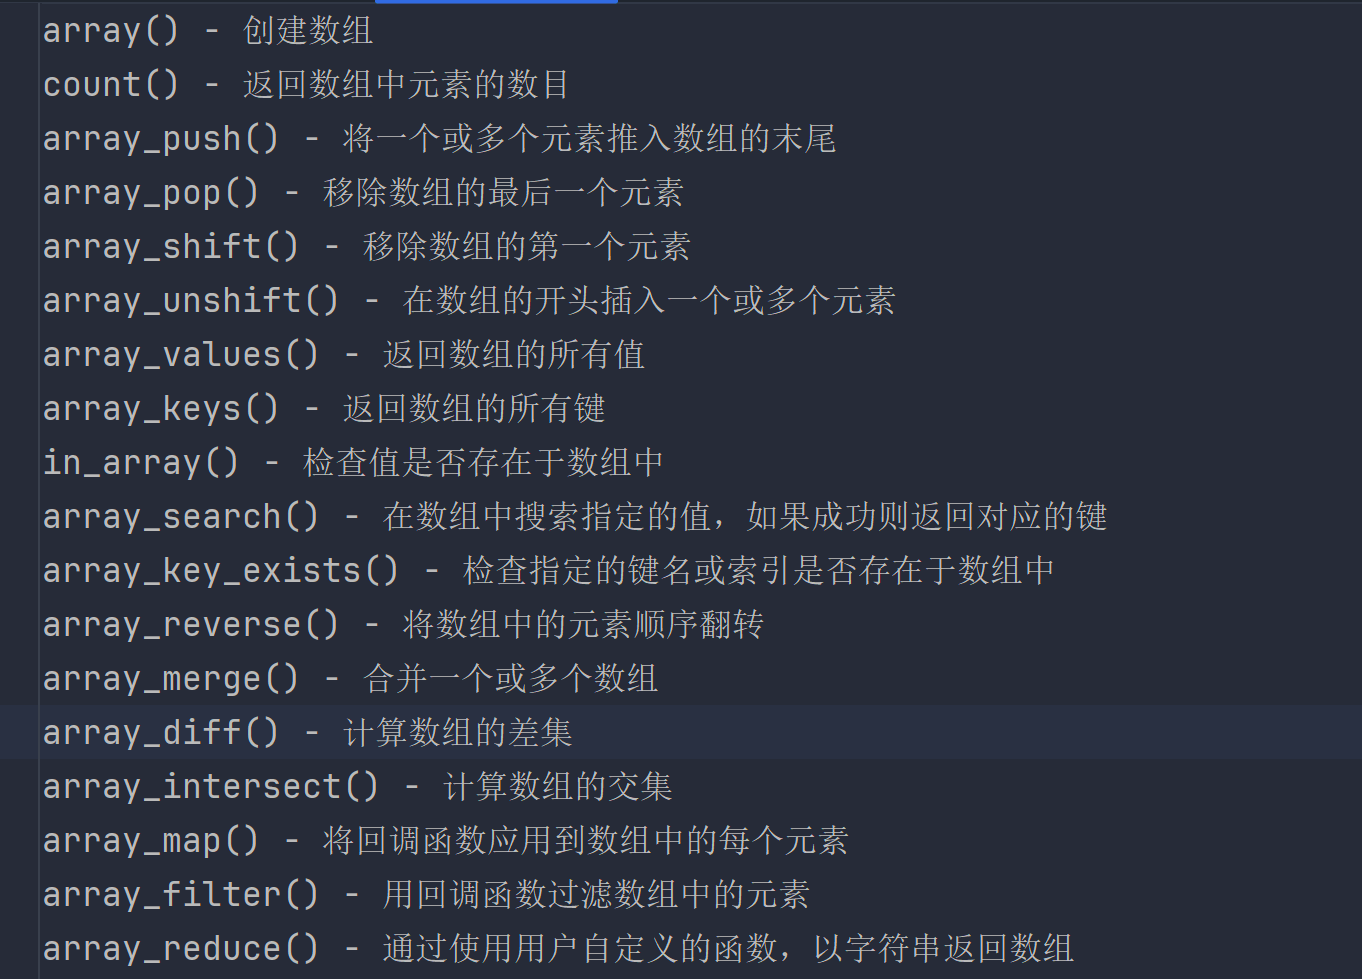 array() - 创建数组
count() - 返回数组中元素的数目
array_push() - 将一个或多个元素推入数组的末尾
array_pop() - 移除数组的最后一个元素
array_shift() - 移除数组的第一个元素
array_unshift() - 在数组的开头插入一个或多个元素
array_values() - 返回数组的所有值
array_keys() - 返回数组的所有键
in_array() - 检查值是否存在于数组中
array_search() - 在数组中搜索指定的值，如果成功则返回对应的键
array_key_exists() - 检查指定的键名或索引是否存在于数组中
array_reverse() - 将数组中的元素顺序翻转
array_merge() - 合并一个或多个数组
array_diff() - 计算数组的差集
array_intersect() - 计算数组的交集
array_map() - 将回调函数应用到数组中的每个元素
array_filter() - 用回调函数过滤数组中的元素
array_reduce() - 通过使用用户自定义的函数，以字符串返回数组